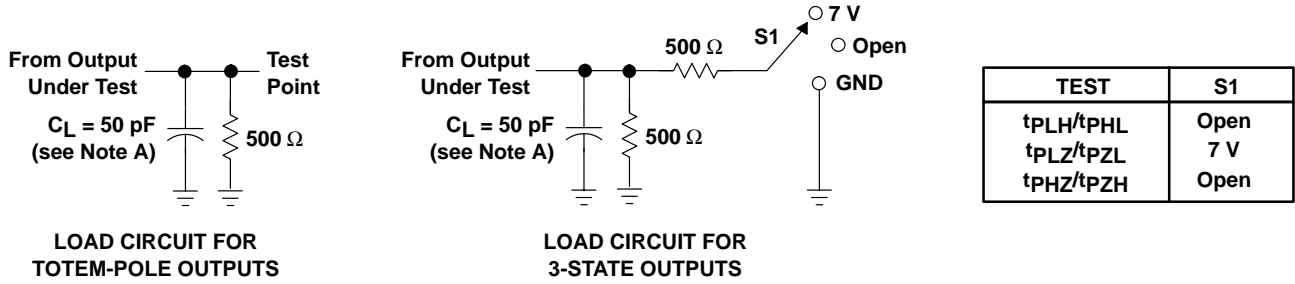 From Output
Under Test
Test
Point
CL = 50 pF
(see Note A)
500 Ω
LOAD CIRCUIT FOR
TOTEM-POLE OUTPUTS
From Output
Under Test
500 Ω
S1
7 V
Open
GND
CL = 50 pF
(see Note A)
500 Ω
LOAD CIRCUIT FOR
3-STATE OUTPUTS
TEST S1
tPLH/tPHL Open
tPLZ/tPZL 7 V
tPHZ/tPZH Open